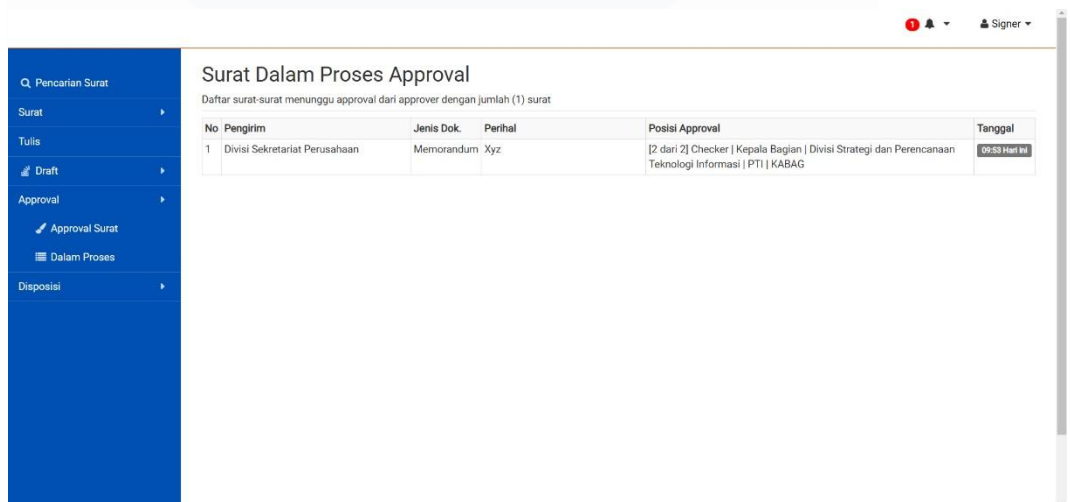 1 Signer
Pencarian Surat
Surat
Tulis
Draft
Approval
Approval Surat
Dalam Proses
Disposisi
Surat Dalam Proses Approval
Daftar surat-surat menunggu approval dari approver dengan jumlah (1) surat
No Pengirim Jenis Dok. Perihal Posisi Approval Tanggal
1 Divisi Sekretariat Perusahaan Memorandum Xyz [2 dari 2] Checker | Kepala Bagian | Divisi Strategi dan Perencanaan 09:53 Hari Ini
Teknologi Informasi | PTI | KABAG